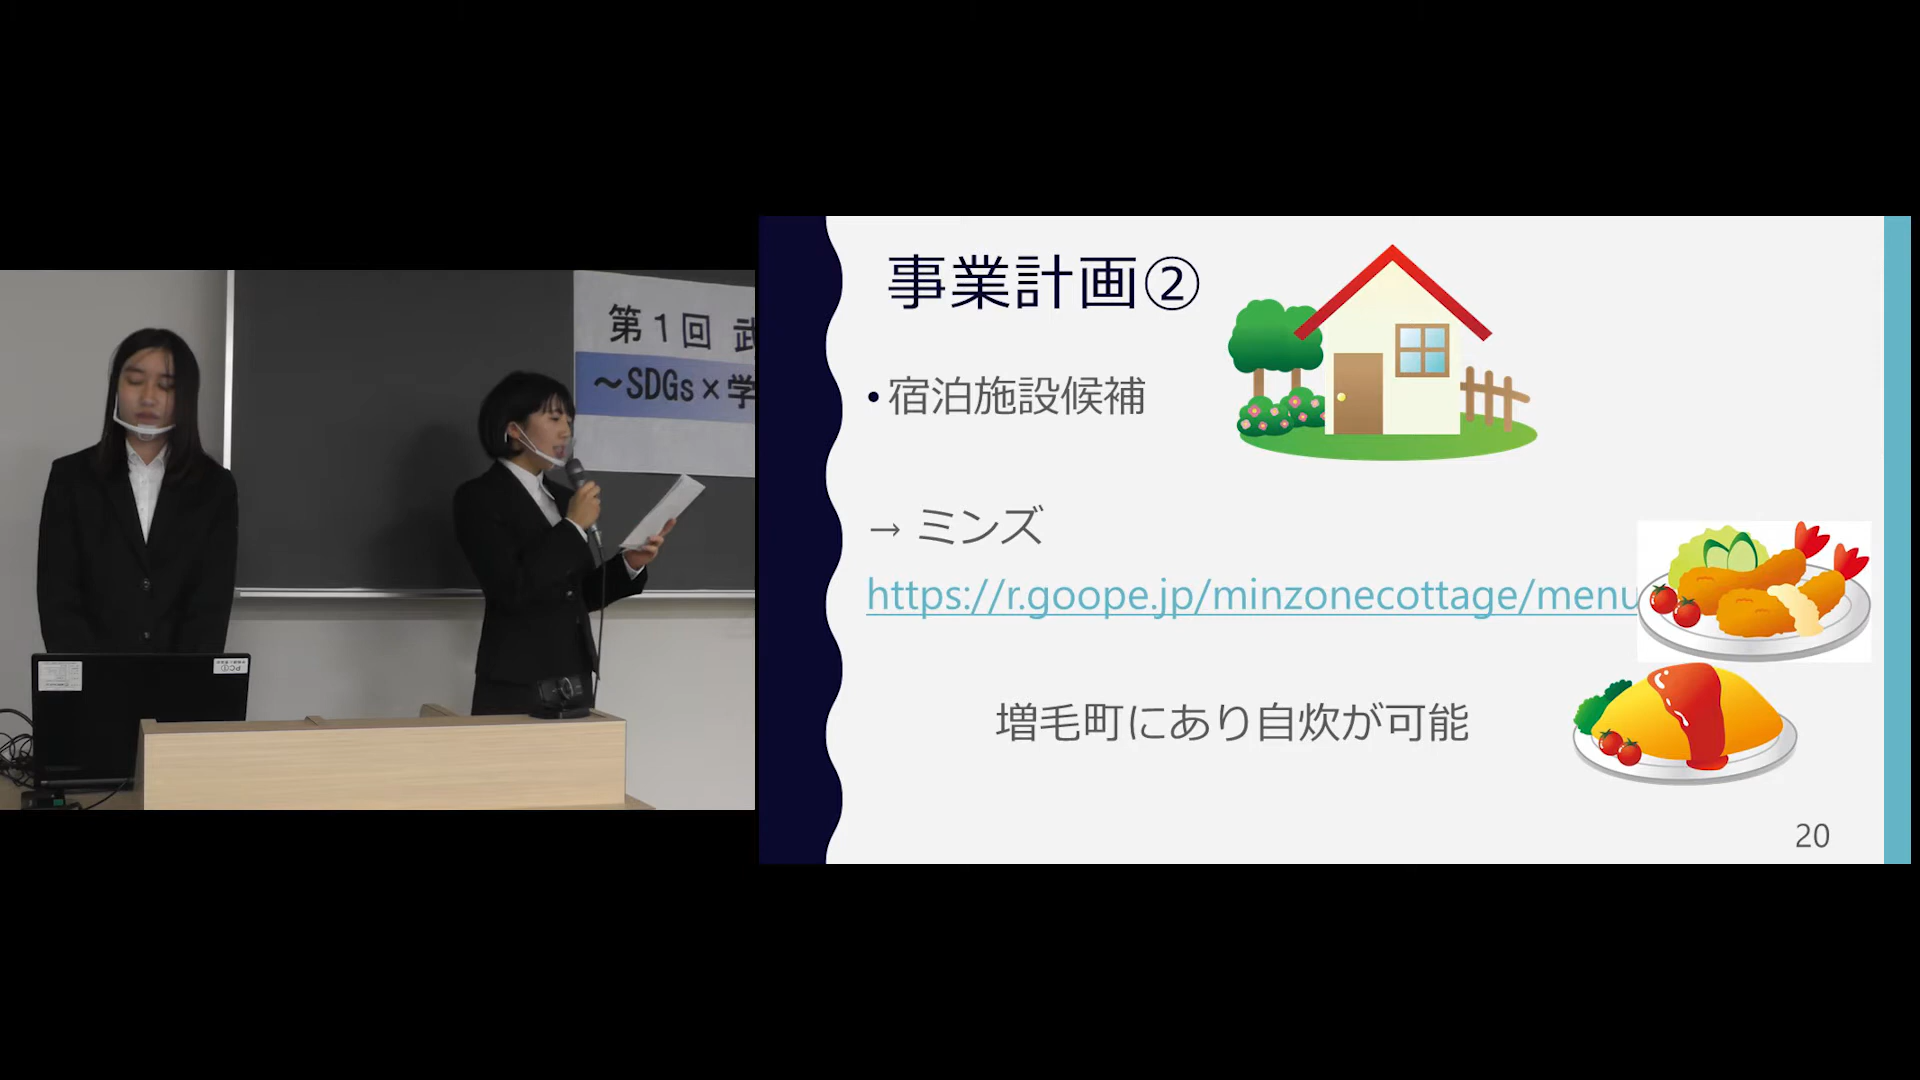 第1回 武
～SDGs×学
PC①
事業計画②
•宿泊施設候補
→ ミンズ
https://r.goope.jp/minzonecottage/menu
増毛町にあり自炊が可能
20